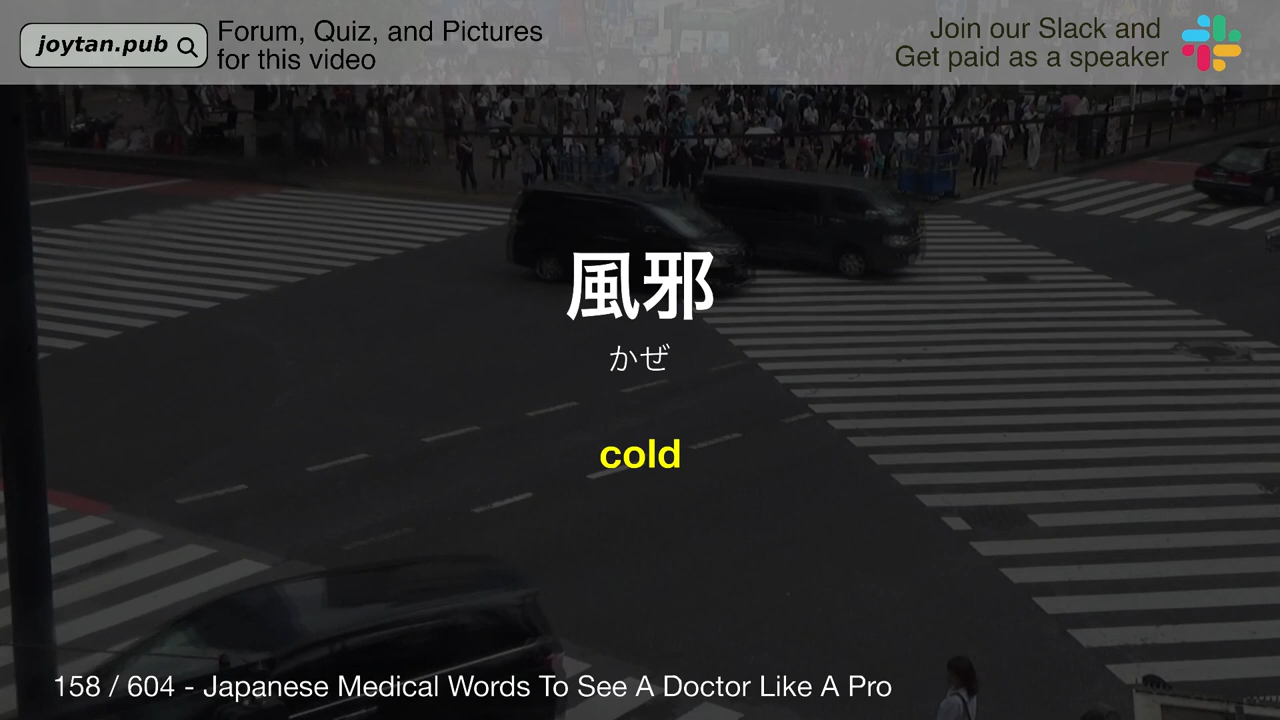 joytan.pub
Forum, Quiz, and Pictures
for this video
Join our Slack and
Get paid as a speaker
風邪
かぜ
cold
158 / 604 - Japanese Medical Words To See A Doctor Like A Pro